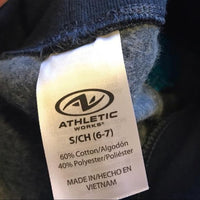 ATHLETIC
WORKS®
S/CH (6-7)
60% Cotton/Algodón
40% Polyester/Poliéster
MADE IN/HECHO EN
VIETNAM